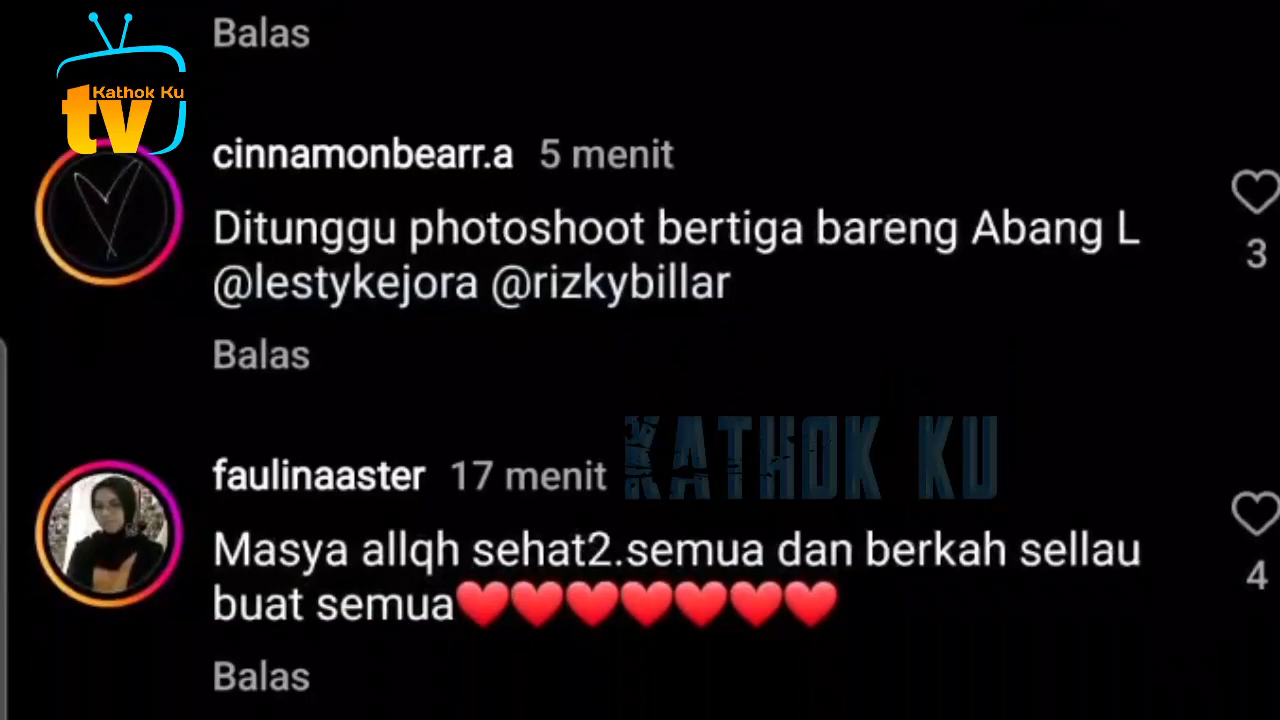 Balas
Kathok Ku
tv
cinnamonbearr.a 5 menit
Ditunggu photoshoot bertiga bareng Abang L
@lestykejora @rizkybillar
3
Balas
KATHOK KU
faulinaaster 17 menit
Masya allqh sehat2.semua dan berkah sellau
buat semua❤️❤️❤️❤️❤️❤️❤️
4
Balas